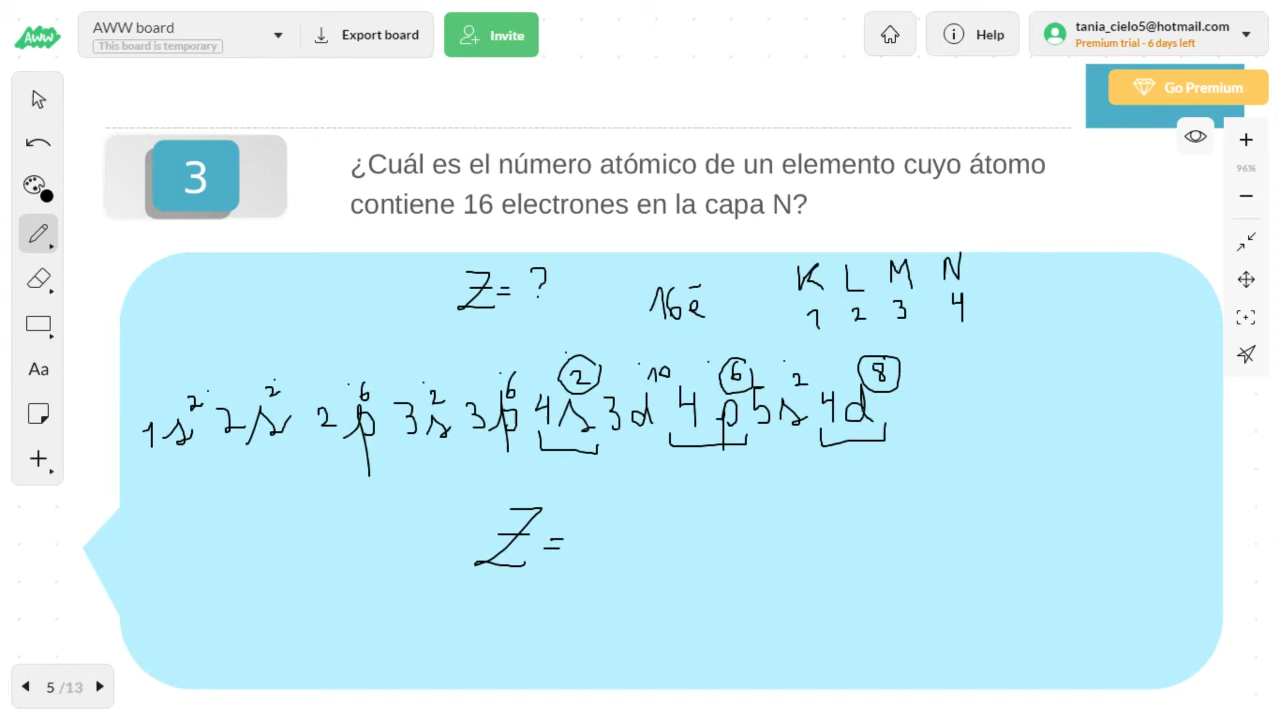 AWW
AWW board
This board is temporary
Export board
Invite
Help
tania_cielo5@hotmail.com
Premium trial - 6 days left
Go Premium
3
¿Cuál es el número atómico de un elemento cuyo átomo
contiene 16 electrones en la capa N?
96%
Z = ?
16 ē
K L M N
1 2 3 4
1s² 2s² 2p⁶ 3s² 3p⁶ 4s² 3d¹⁰ 4p⁶ 5s² 4d⁸
Z =
Aa
5 /13